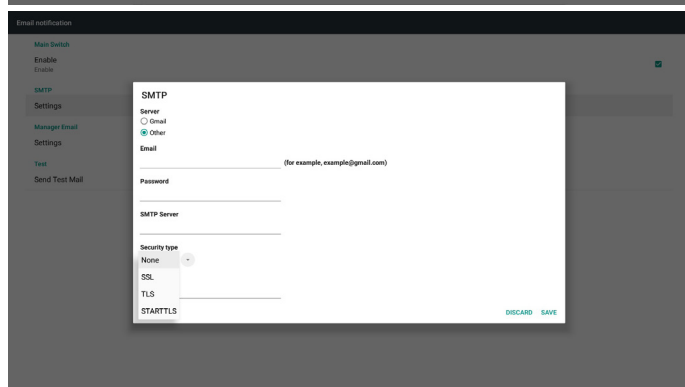 Email notification
Main Switch
Enable
Enable
SMTP
Settings
Manager Email
Settings
Test
Send Test Mail
SMTP
Server
Gmail
Other
Email
(for example, example@gmail.com)
Password
SMTP Server
Security type
None
SSL
TLS
STARTTLS
DISCARD SAVE